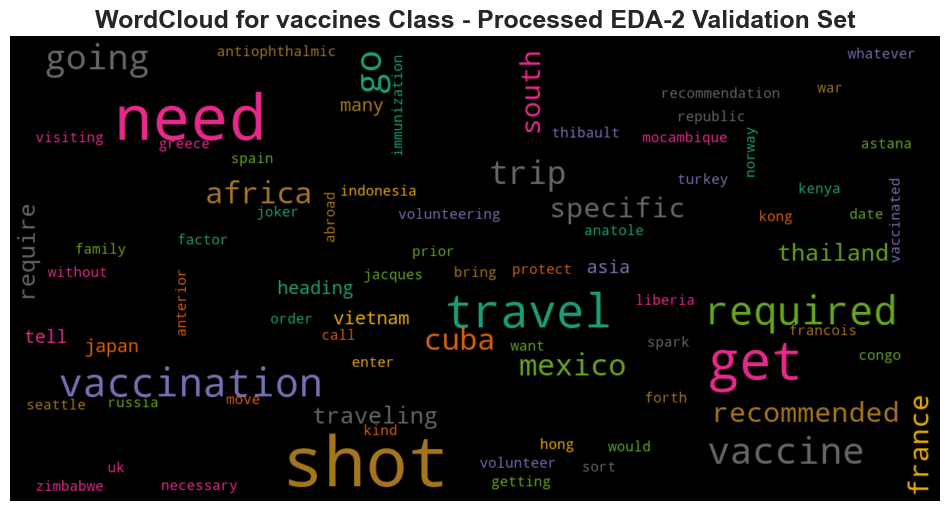 WordCloud for vaccines Class - Processed EDA-2 Validation Set
going
antiophthalmic
go
immunization
south
whatever
need
many
recommendation
war
republic
visiting
greece
thibault
mocambique
norway
astana
spain
trip
turkey
africa
indonesia
kenya
vaccinated
require
joker
abroad
volunteering
specific
kong
date
anatole
family
factor
prior
thailand
without
anterior
jacques
bring
protect
asia
heading
travel
liberia
required
order
vietnam
francois
tell
japan
call
cuba
want
spark
get
congo
enter
mexico
vaccination
seattle
russia
move
forth
traveling
recommended
france
kind
shot
hong
would
vaccine
uk
volunteer
sort
zimbabwe
necessary
getting